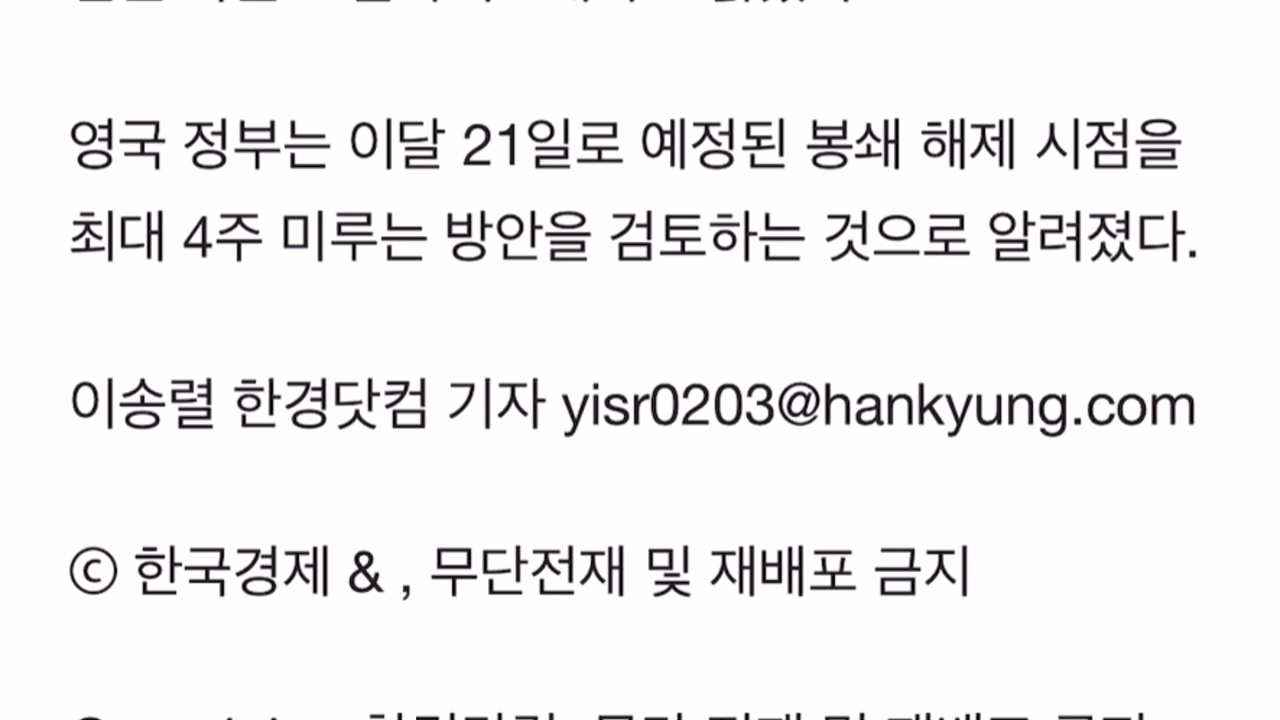 영국 정부는 이달 21일로 예정된 봉쇄 해제 시점을
최대 4주 미루는 방안을 검토하는 것으로 알려졌다.
이송렬 한경닷컴 기자 yisr0203@hankyung.com
ⓒ 한국경제 & , 무단전재 및 재배포 금지